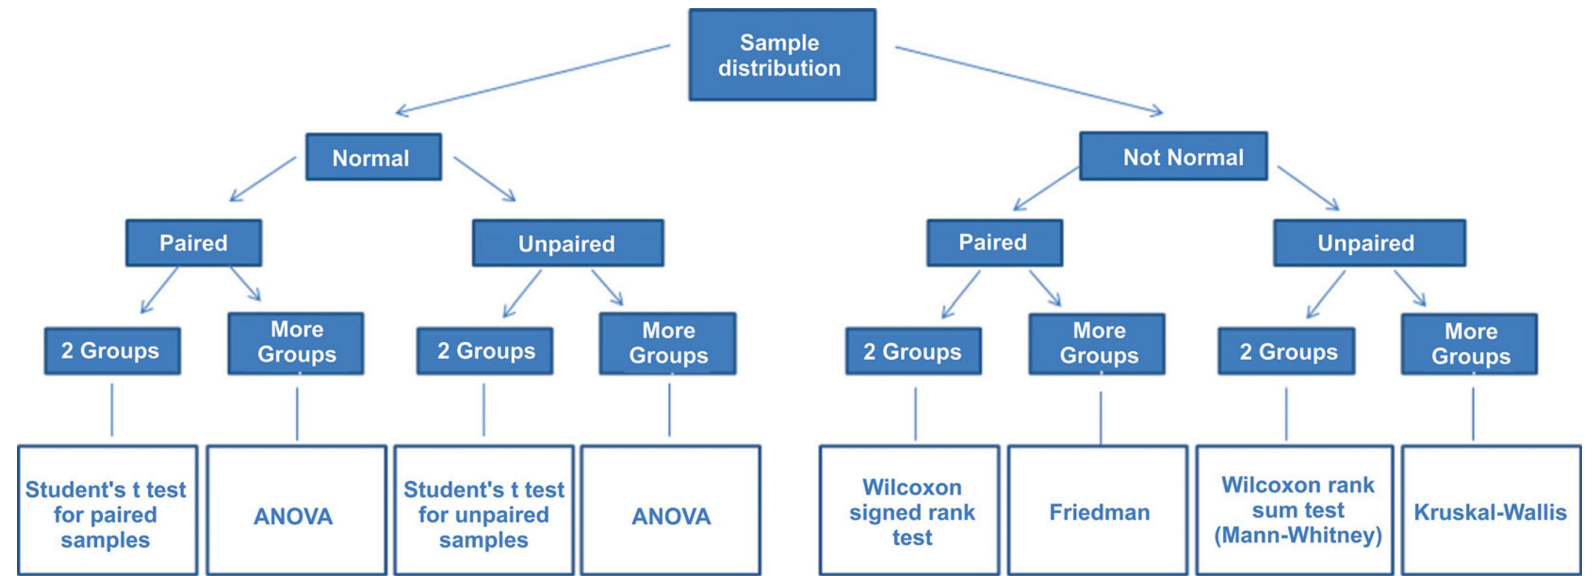 Sample
distribution
Normal
Not Normal
Paired
Unpaired
Paired
Unpaired
2 Groups
More
Groups
2 Groups
More
Groups
2 Groups
More
Groups
2 Groups
More
Groups
Student's t test
for paired
samples
ANOVA
Student's t test
for unpaired
samples
ANOVA
Wilcoxon
signed rank
test
Friedman
Wilcoxon rank
sum test
(Mann-Whitney)
Kruskal-Wallis